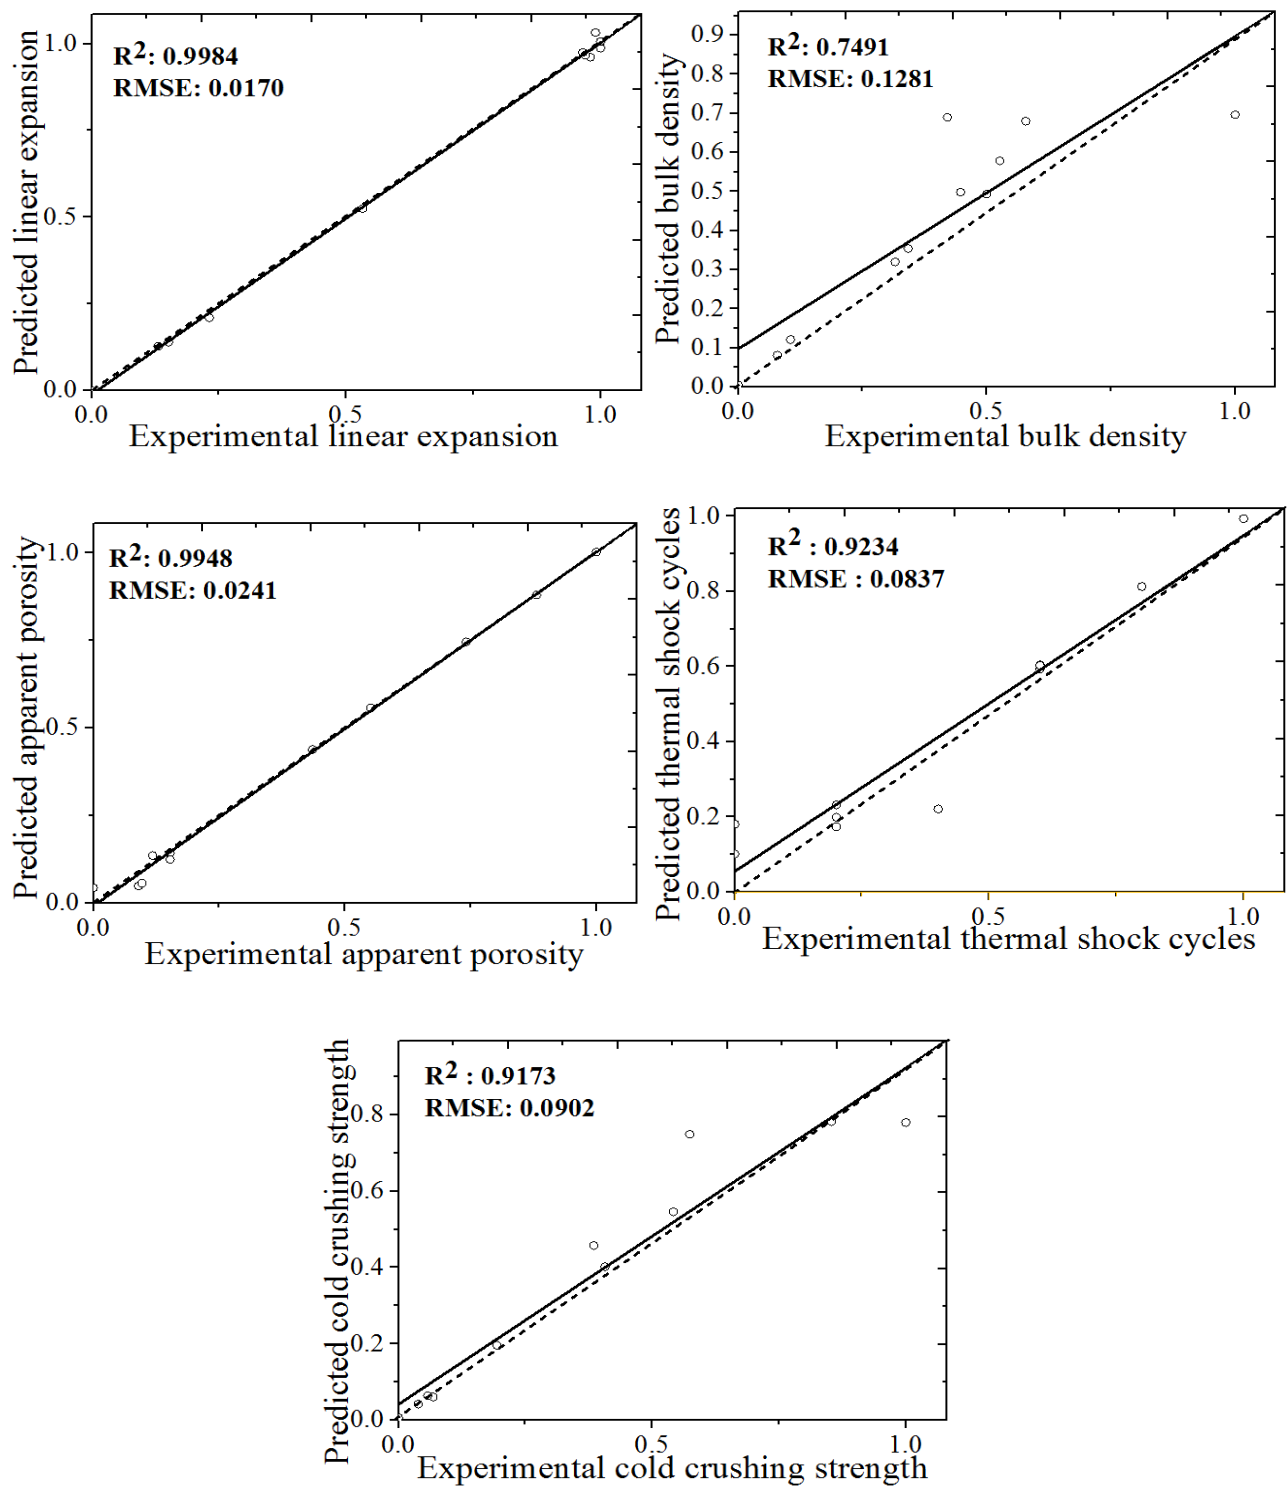 R2: 0.9984
RMSE: 0.0170
Predicted linear expansion
1.0
0.5
0.0
0.0 0.5 1.0
Experimental linear expansion
R2: 0.7491
RMSE: 0.1281
Predicted bulk density
0.9
0.8
0.7
0.6
0.5
0.4
0.3
0.2
0.1
0.0
0.0 0.5 1.0
Experimental bulk density
R2: 0.9948
RMSE: 0.0241
Predicted apparent porosity
1.0
0.5
0.0
0.0 0.5 1.0
Experimental apparent porosity
R2 : 0.9234
RMSE : 0.0837
Predicted thermal shock cycles
1.0
0.8
0.6
0.4
0.2
0.0
0.0 0.5 1.0
Experimental thermal shock cycles
R2 : 0.9173
RMSE: 0.0902
Predicted cold crushing strength
0.8
0.6
0.4
0.2
0.0
0.0 0.5 1.0
Experimental cold crushing strength